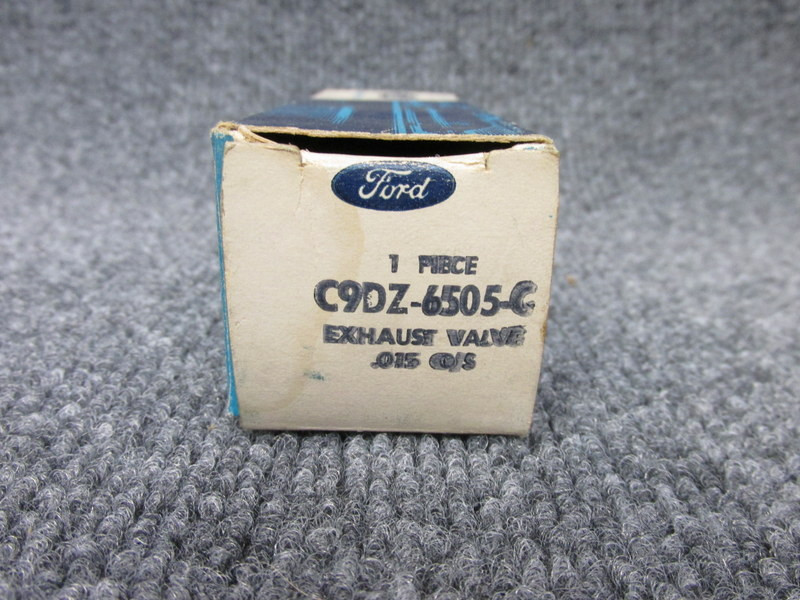 Ford
1 PIECE
C9DZ-6505-C
EXHAUST VALVE
.015 O/S